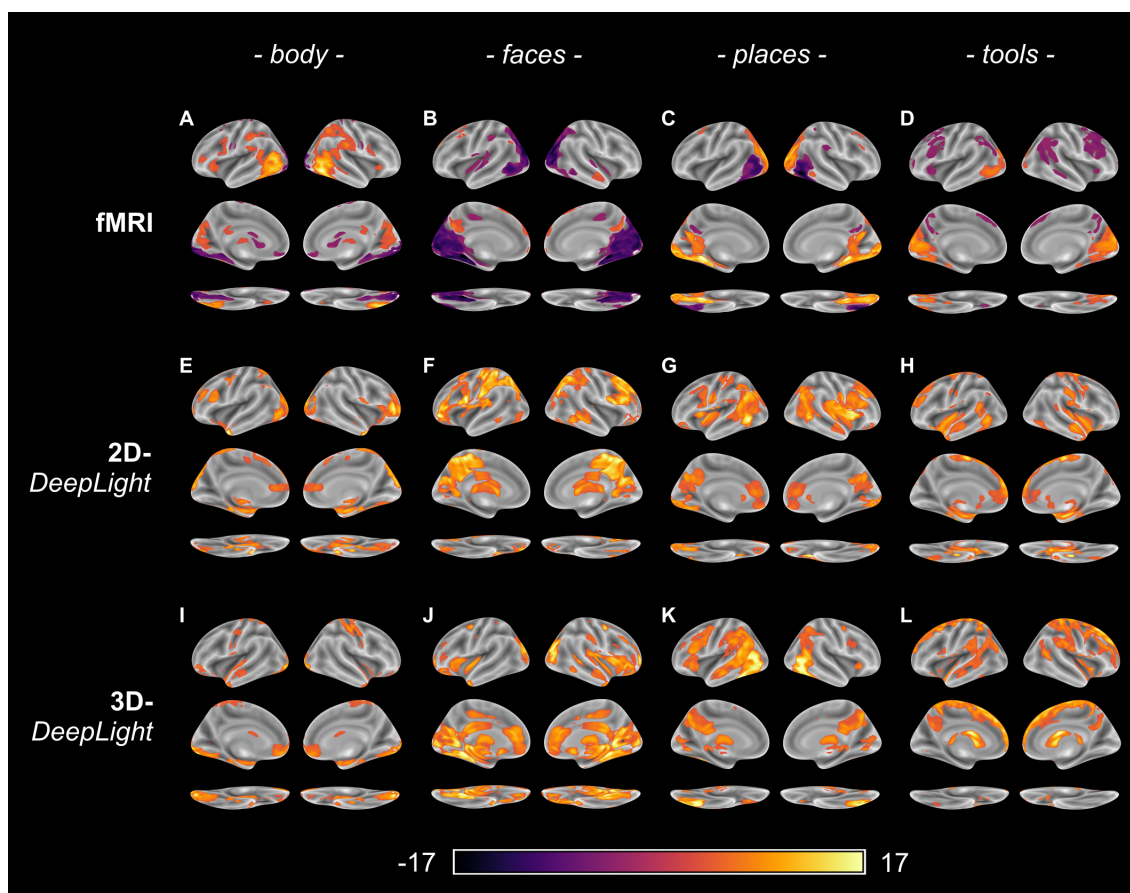 - body -
- faces -
- places -
- tools -
A
B
C
D
fMRI
E
F
G
H
2D-
DeepLight
I
J
K
L
3D-
DeepLight
-17
17